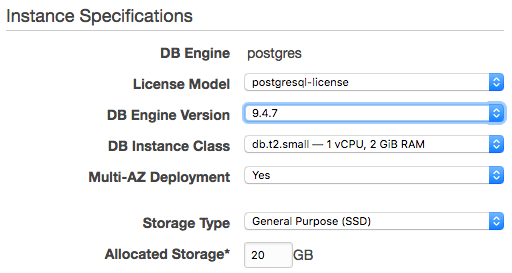 Instance Specifications
DB Engine postgres
License Model postgresql-license
DB Engine Version 9.4.7
DB Instance Class db.t2.small — 1 vCPU, 2 GiB RAM
Multi-AZ Deployment Yes
Storage Type General Purpose (SSD)
Allocated Storage* 20 GB